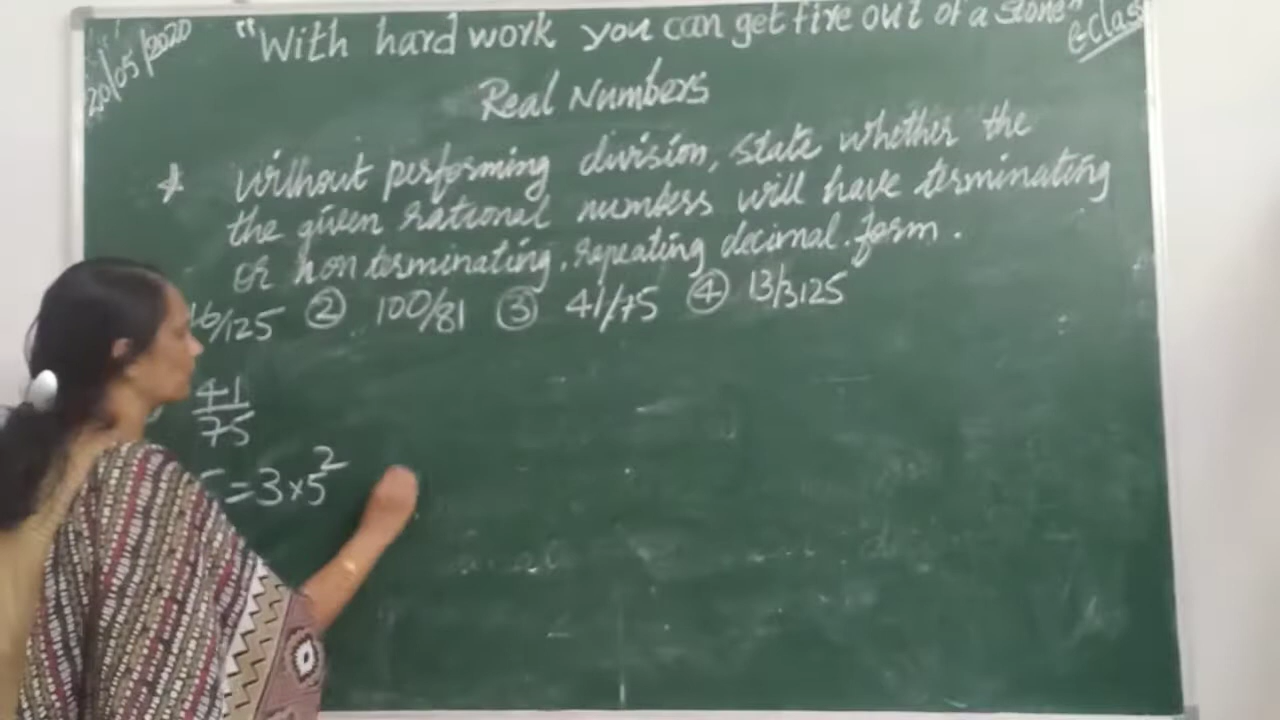 20/05/2020
"With hard work you can get fire out of a stone"
e-Clas
Real Numbers
* Without performing division, state whether the
the given rational numbers will have terminating
or non terminating, repeating decimal form.
16/125 ② 100/81 ③ 41/75 ④ 13/3125
41
75
= 3 × 5²